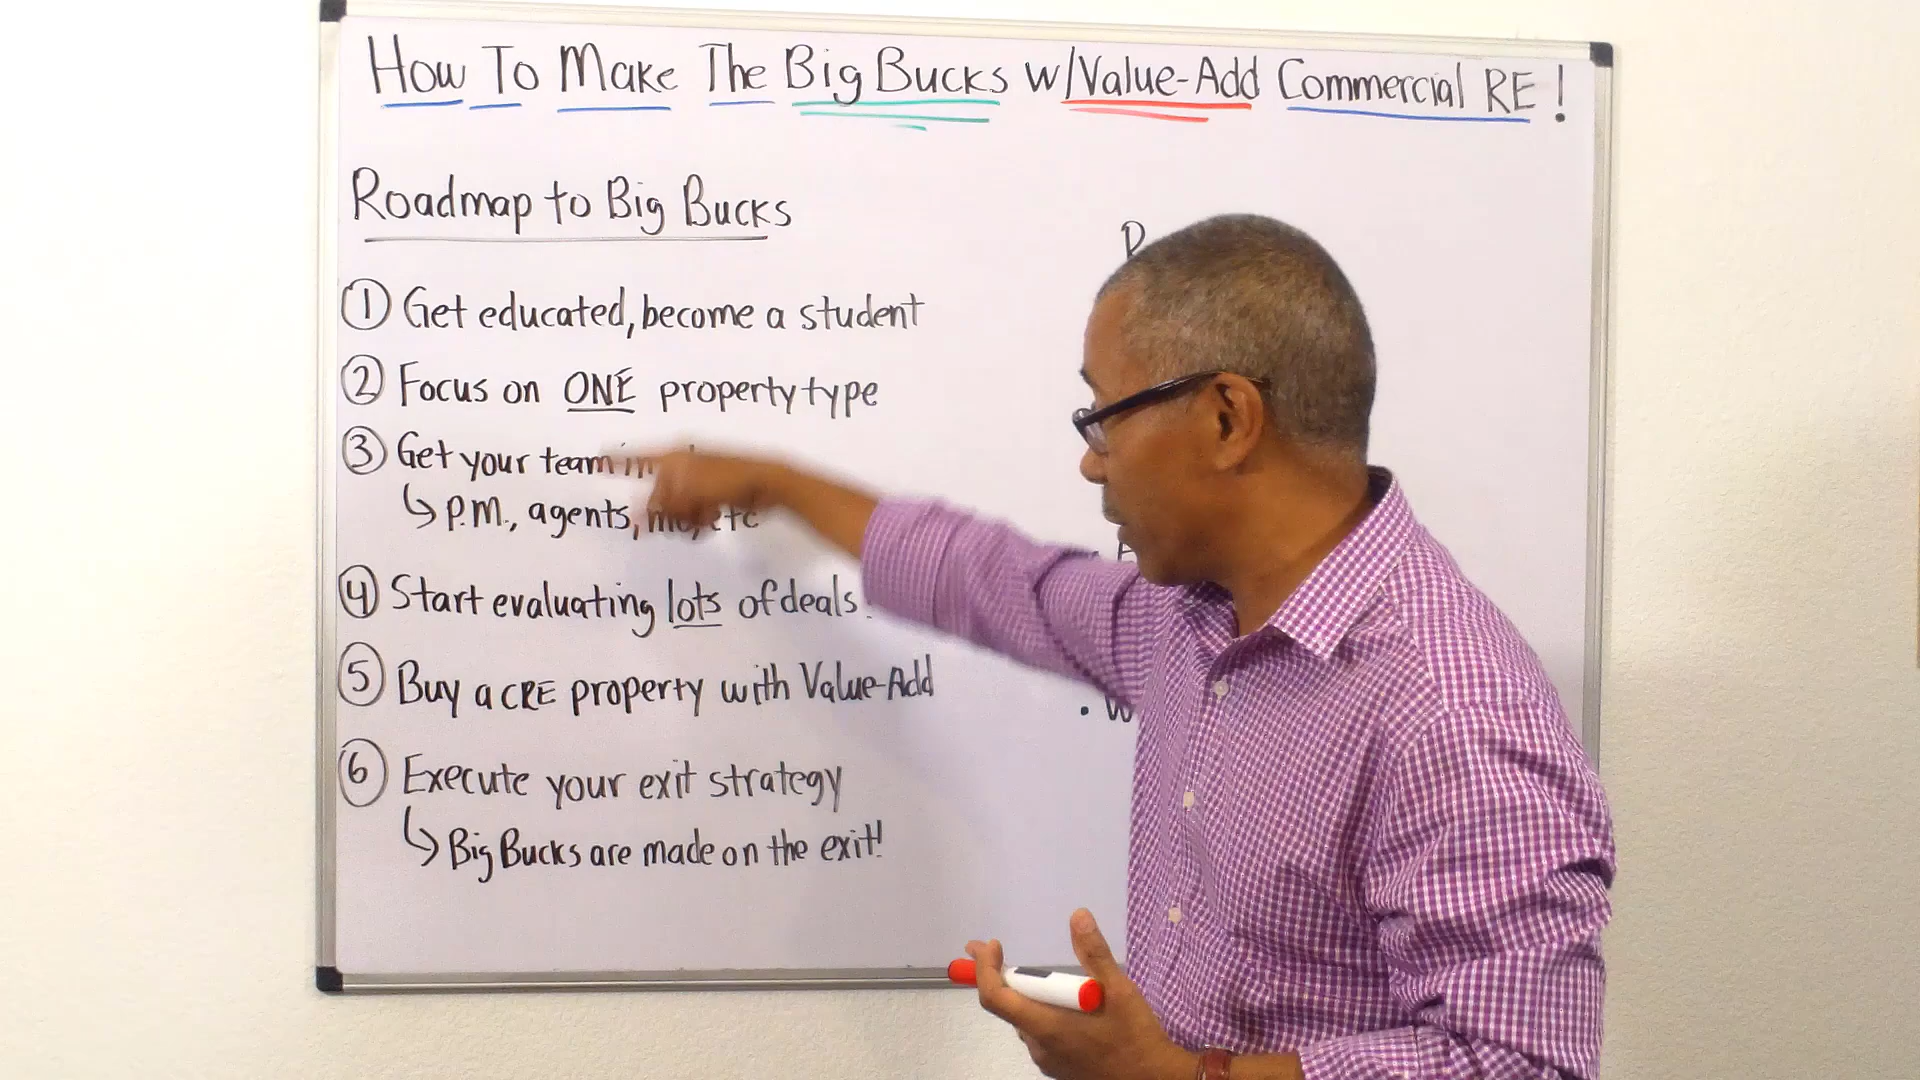 How To Make The Big Bucks w/Value-Add Commercial RE!
Roadmap to Big Bucks
① Get educated, become a student
② Focus on ONE property type
③ Get your team in
↳ P.M., agents, etc
④ Start evaluating lots of deals
⑤ Buy a CRE property with Value-Add
⑥ Execute your exit strategy
↳ Big Bucks are made on the exit!